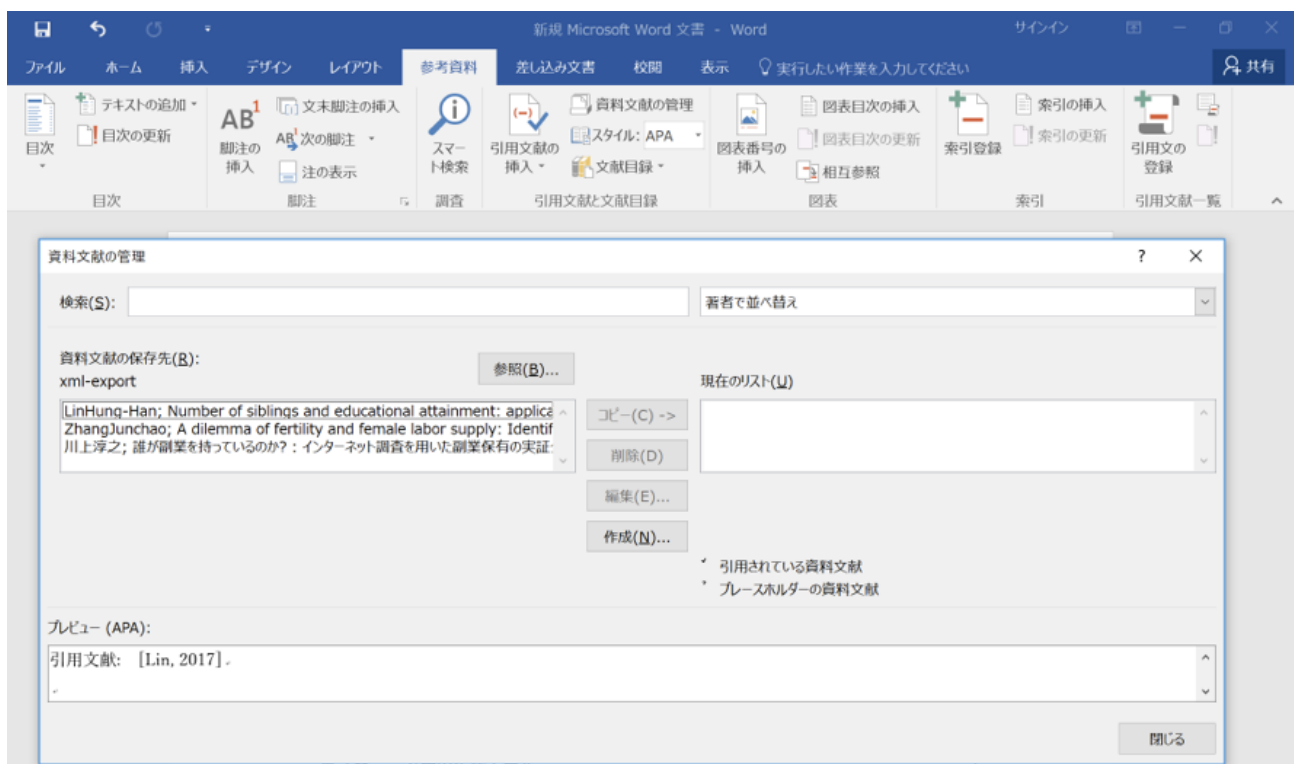 新規 Microsoft Word 文書 - Word サインイン
ファイル ホーム 挿入 デザイン レイアウト 参考資料 差し込み文書 校閲 表示 実行したい作業を入力してください 共有
目次
テキストの追加
目次の更新
目次
AB1
脚注の
挿入
文末脚注の挿入
AB1 次の脚注
注の表示
脚注
スマー
ト検索
調査
(-)
引用文献の
挿入
資料文献の管理
スタイル: APA
文献目録
引用文献と文献目録
図表番号の
挿入
図表目次の挿入
図表目次の更新
相互参照
図表
索引登録
索引の挿入
索引の更新
索引
引用文の
登録
引用文献一覧
資料文献の管理 ?
検索(S): 著者で並べ替え
資料文献の保存先(R):
xml-export
参照(B)...
現在のリスト(U)
LinHung-Han; Number of siblings and educational attainment: applica
ZhangJunchao; A dilemma of fertility and female labor supply: Identif
川上淳之; 誰が副業を持っているのか?：インターネット調査を用いた副業保有の実証
コピー(C) ->
削除(D)
編集(E)...
作成(N)...
引用されている資料文献
プレースホルダーの資料文献
プレビュー (APA):
引用文献: [Lin, 2017]
閉じる